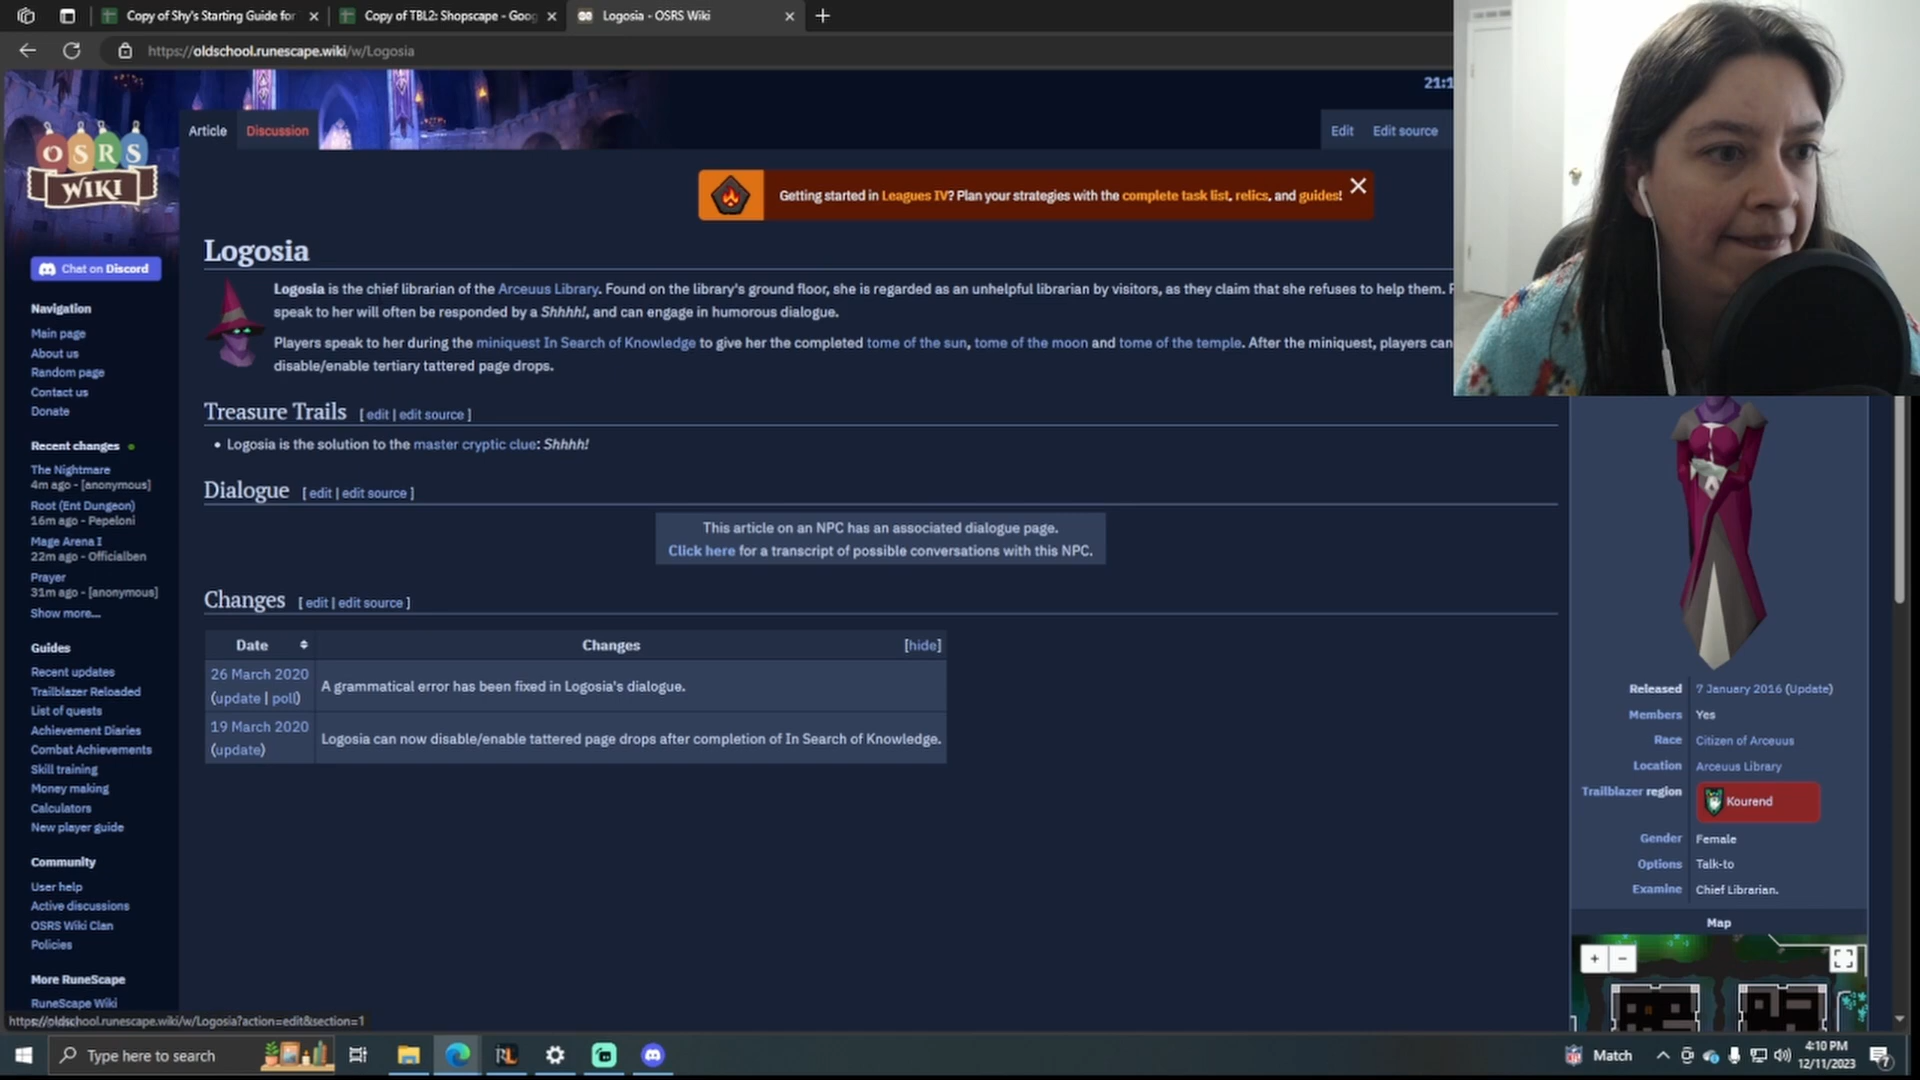 Copy of Shy's Starting Guide for
Copy of TBL2: Shopscape - Goog
Logosia - OSRS Wiki
https://oldschool.runescape.wiki/w/Logosia
21:1
Article
Discussion
Edit
Edit source
OSRS
WIKI
Getting started in Leagues IV? Plan your strategies with the complete task list, relics, and guides!
Chat on Discord
Logosia
Logosia is the chief librarian of the Arceuus Library. Found on the library's ground floor, she is regarded as an unhelpful librarian by visitors, as they claim that she refuses to help them.
speak to her will often be responded by a Shhhh!, and can engage in humorous dialogue.
Players speak to her during the miniquest In Search of Knowledge to give her the completed tome of the sun, tome of the moon and tome of the temple. After the miniquest, players can
disable/enable tertiary tattered page drops.
Treasure Trails [ edit | edit source ]
• Logosia is the solution to the master cryptic clue: Shhhh!
Dialogue [ edit | edit source ]
This article on an NPC has an associated dialogue page.
Click here for a transcript of possible conversations with this NPC.
Changes [ edit | edit source ]
Date
Changes
[hide]
26 March 2020
(update | poll)
A grammatical error has been fixed in Logosia's dialogue.
19 March 2020
(update)
Logosia can now disable/enable tattered page drops after completion of In Search of Knowledge.
Navigation
Main page
About us
Random page
Contact us
Donate
Recent changes
The Nightmare
4m ago - [anonymous]
Root (Ent Dungeon)
16m ago - Pepeloni
Mage Arena I
22m ago - Officialben
Prayer
31m ago - [anonymous]
Show more...
Guides
Recent updates
Trailblazer Reloaded
List of quests
Achievement Diaries
Combat Achievements
Skill training
Money making
Calculators
New player guide
Community
User help
Active discussions
OSRS Wiki Clan
Policies
More RuneScape
RuneScape Wiki
Released 7 January 2016 (Update)
Members Yes
Race Citizen of Arceuus
Location Arceuus Library
Trailblazer region Kourend
Gender Female
Options Talk-to
Examine Chief Librarian.
Map
+ −
https://oldschool.runescape.wiki/w/Logosia?action=edit&section=1
Type here to search
Match
4:10 PM
12/11/2023
7